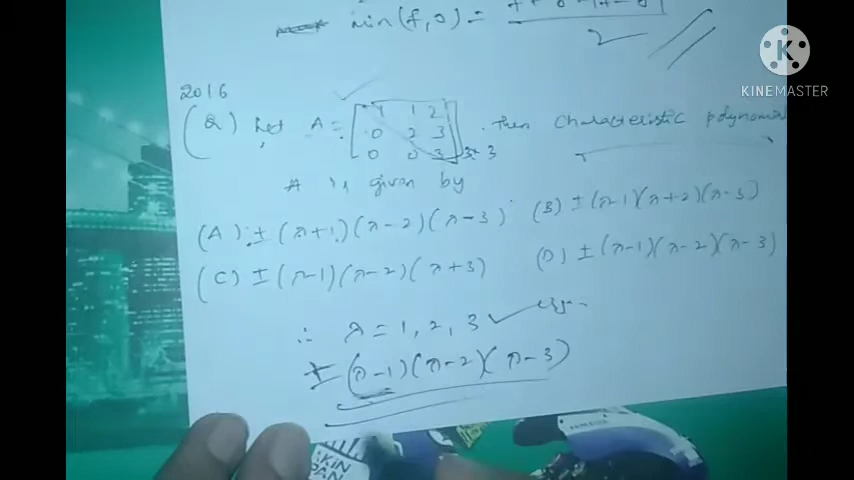 min(f,0) =
2
KINEMASTER
2016
(Q) Let A = [1 1 2 0 2 3 0 0 3] 3×3 . Then characteristic polynomial
A is given by
(A) ± (λ+1)(λ-2)(λ-3) (B) ± (λ-1)(λ+2)(λ-3)
(C) ± (λ-1)(λ-2)(λ+3) (D) ± (λ-1)(λ-2)(λ-3)
∴ λ = 1, 2, 3
± (λ-1)(λ-2)(λ-3)